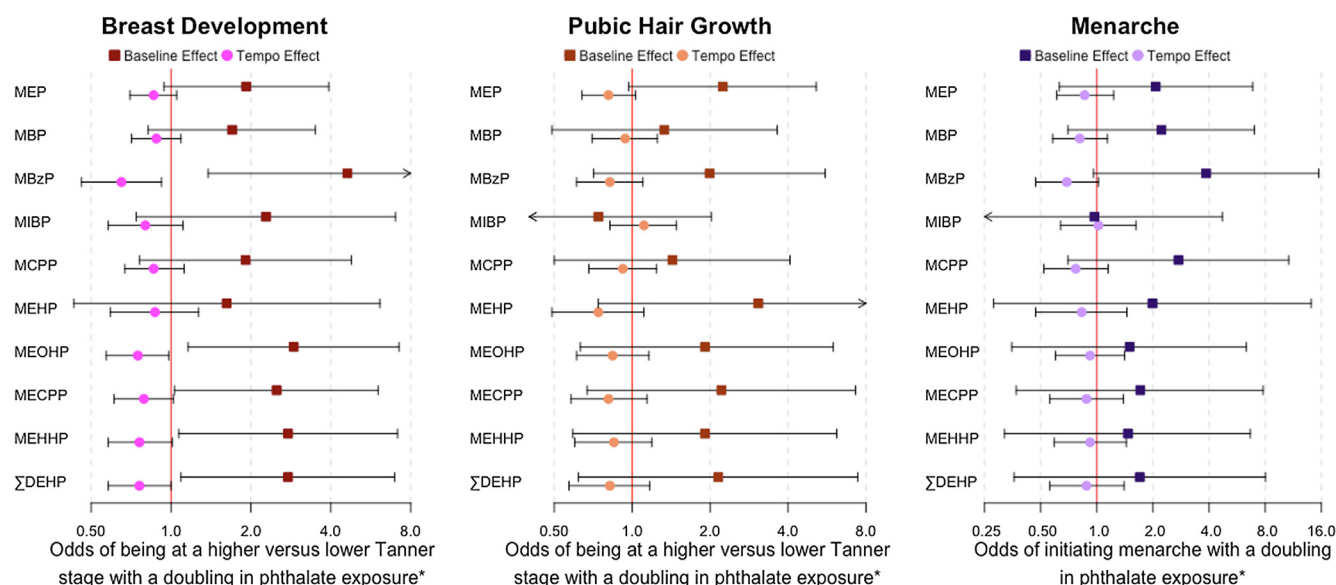 Breast Development
Baseline Effect Tempo Effect
MEP
MBP
MBzP
MIBP
MCPP
MEHP
MEOHP
MECPP
MEHHP
∑DEHP
0.50 1.0 2.0 4.0 8.0
Odds of being at a higher versus lower Tanner
stage with a doubling in phthalate exposure*
Pubic Hair Growth
Baseline Effect Tempo Effect
MEP
MBP
MBzP
MIBP
MCPP
MEHP
MEOHP
MECPP
MEHHP
∑DEHP
0.50 1.0 2.0 4.0 8.0
Odds of being at a higher versus lower Tanner
stage with a doubling in phthalate exposure*
Menarche
Baseline Effect Tempo Effect
MEP
MBP
MBzP
MIBP
MCPP
MEHP
MEOHP
MECPP
MEHHP
∑DEHP
0.25 0.50 1.0 2.0 4.0 8.0 16.0
Odds of initiating menarche with a doubling
in phthalate exposure*